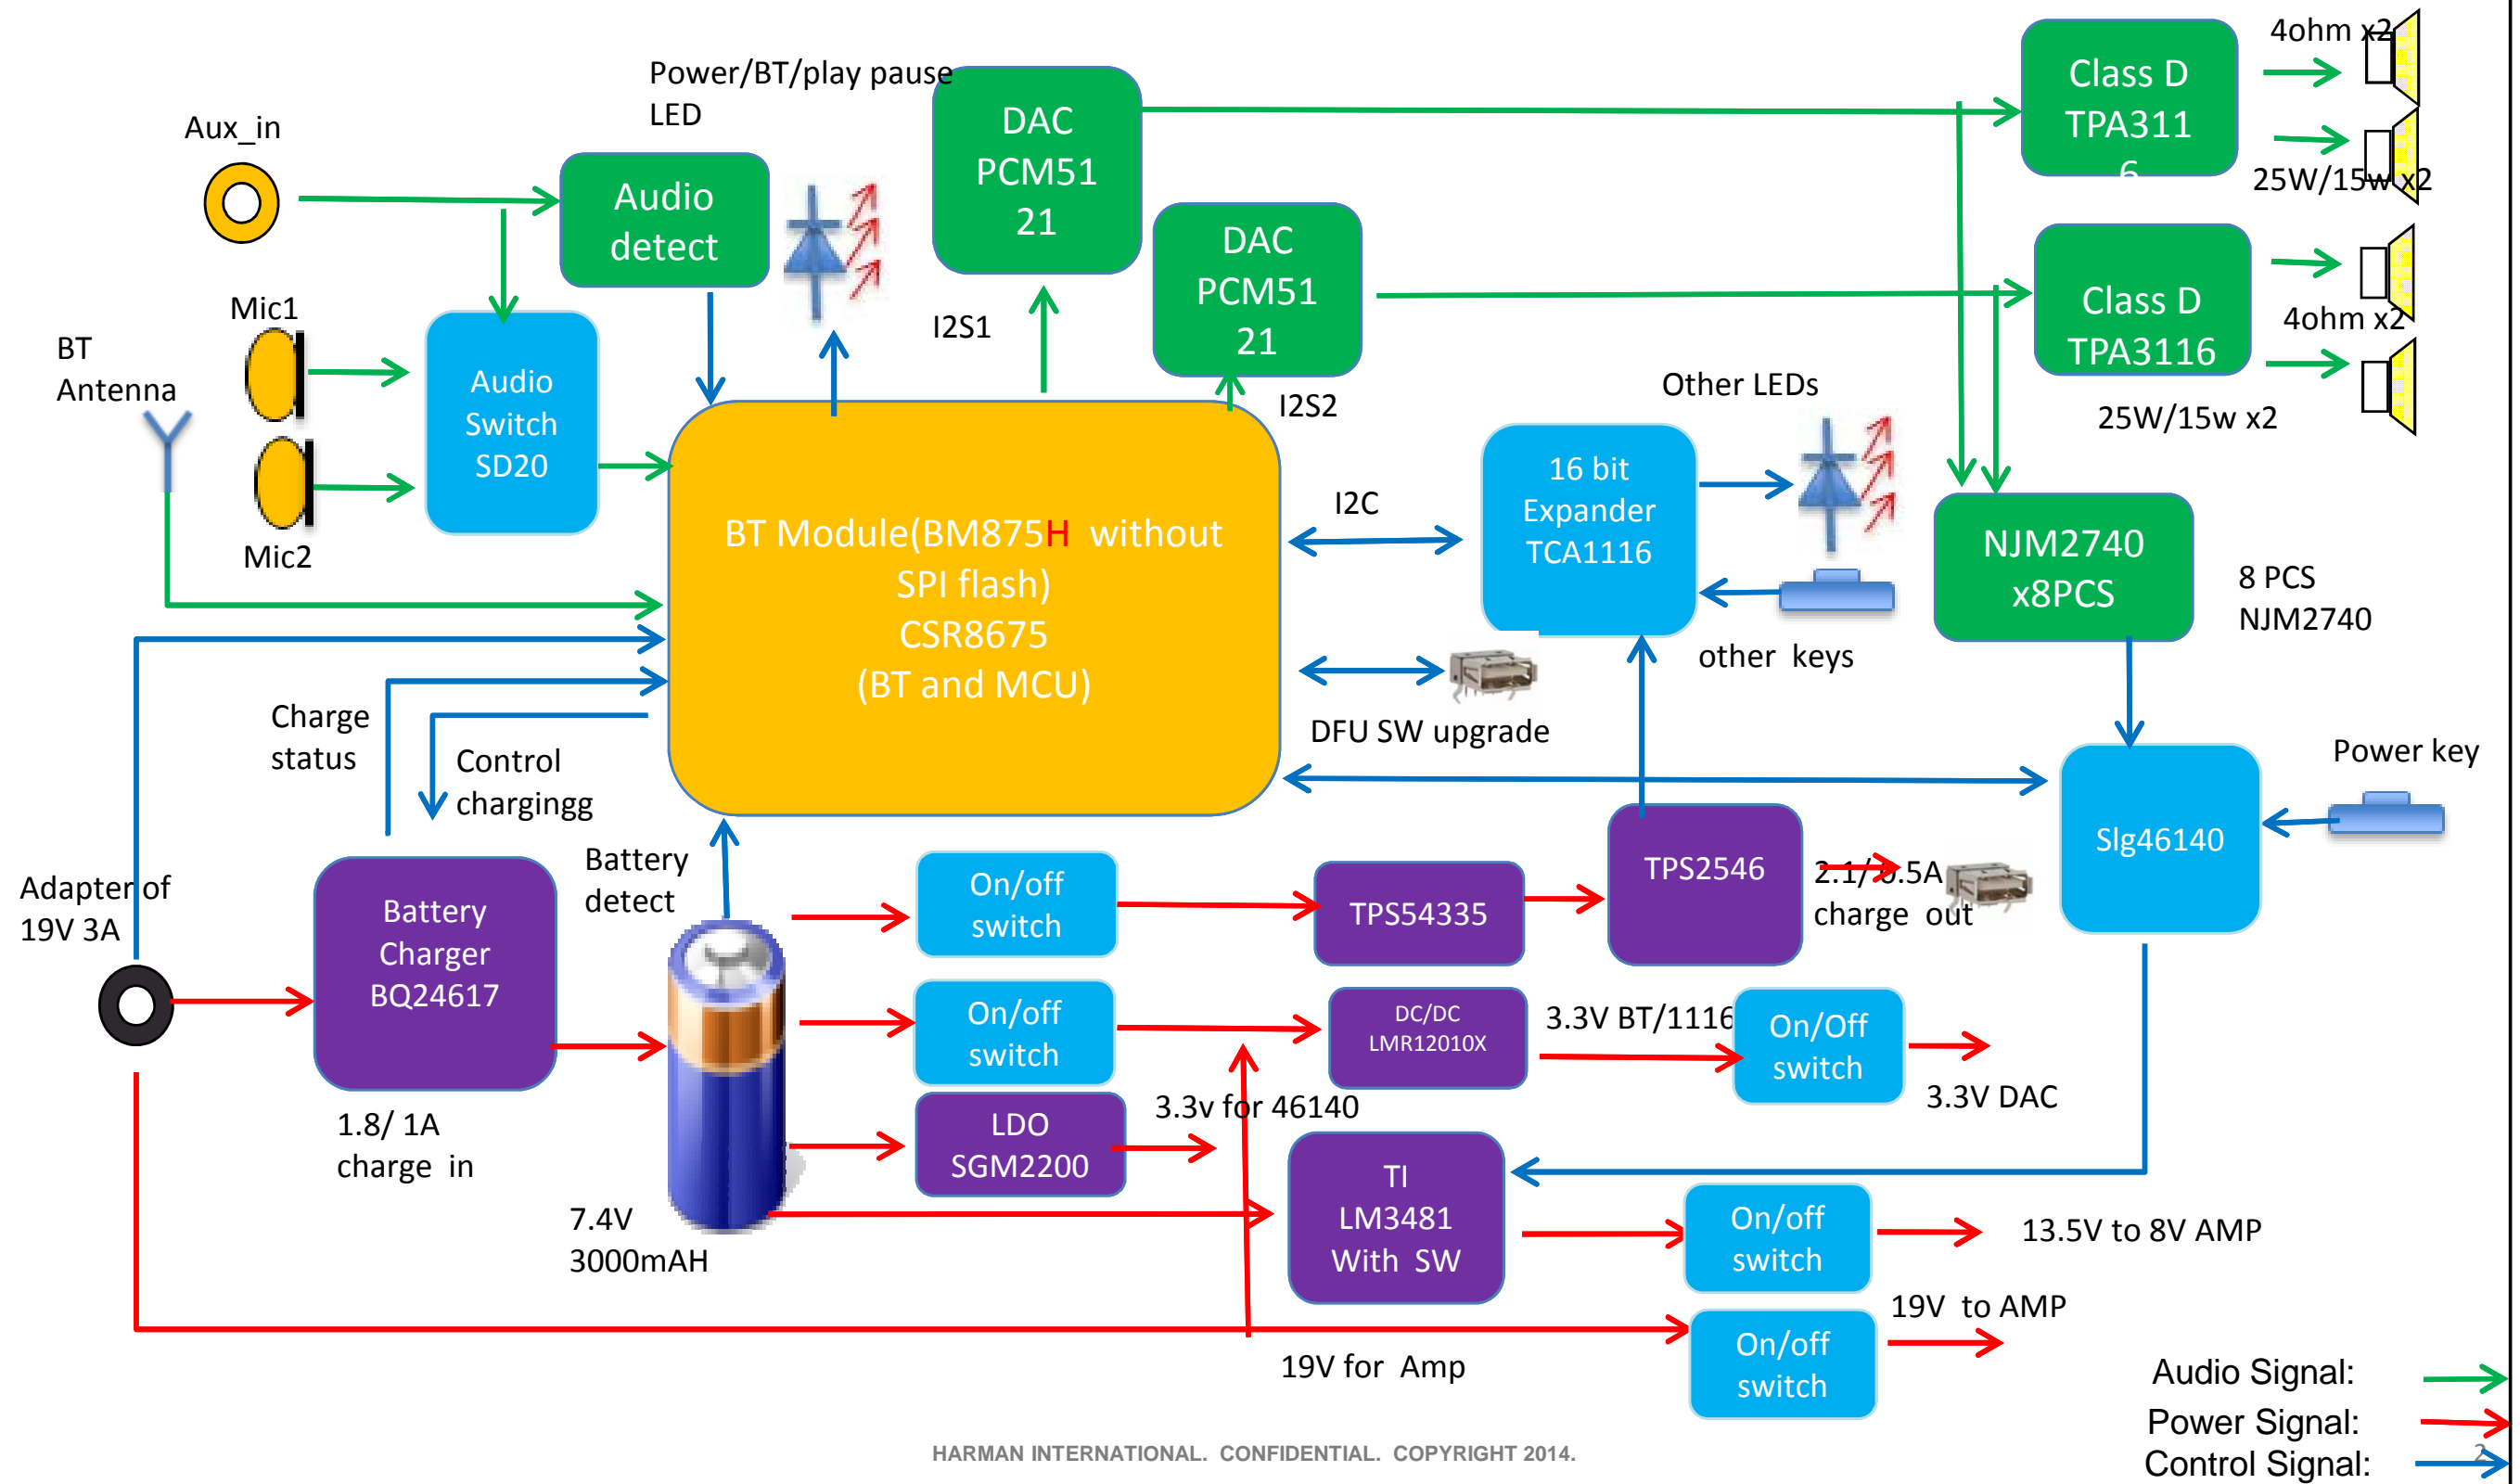 Power/BT/play pause
LED
Aux_in
Audio
detect
DAC
PCM51
21
DAC
PCM51
21
Class D
TPA311
6
4ohm x2
25W/15w x2
Class D
TPA3116
4ohm x2
25W/15w x2
Mic1
BT
Antenna
Audio
Switch
SD20
Mic2
I2S1
I2S2
Other LEDs
BT Module(BM875H without
SPI flash)
CSR8675
(BT and MCU)
I2C
16 bit
Expander
TCA1116
NJM2740
x8PCS
8 PCS
NJM2740
other keys
DFU SW upgrade
Charge
status
Control
chargingg
Power key
Slg46140
Adapter of
19V 3A
Battery
Charger
BQ24617
Battery
detect
On/off
switch
TPS54335
TPS2546
2.1/ 0.5A
charge out
On/off
switch
DC/DC
LMR12010X
3.3V BT/1116
On/Off
switch
3.3V DAC
1.8/ 1A
charge in
LDO
SGM2200
3.3v for 46140
7.4V
3000mAH
TI
LM3481
With SW
On/off
switch
13.5V to 8V AMP
19V to AMP
On/off
switch
19V for Amp
Audio Signal:
Power Signal:
Control Signal:
HARMAN INTERNATIONAL. CONFIDENTIAL. COPYRIGHT 2014.
2